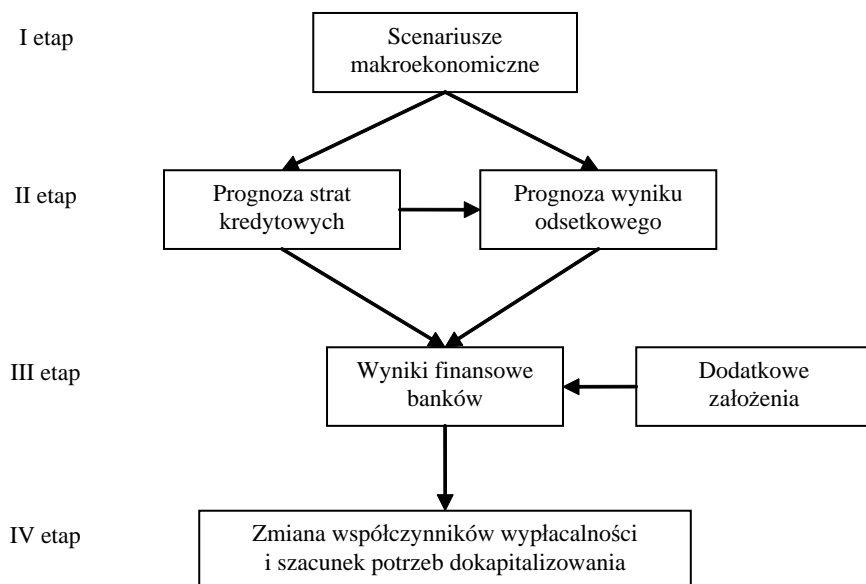 I etap
Scenariusze
makroekonomiczne
II etap
Prognoza strat
kredytowych
Prognoza wyniku
odsetkowego
III etap
Wyniki finansowe
banków
Dodatkowe
założenia
IV etap
Zmiana współczynników wypłacalności
i szacunek potrzeb dokapitalizowania